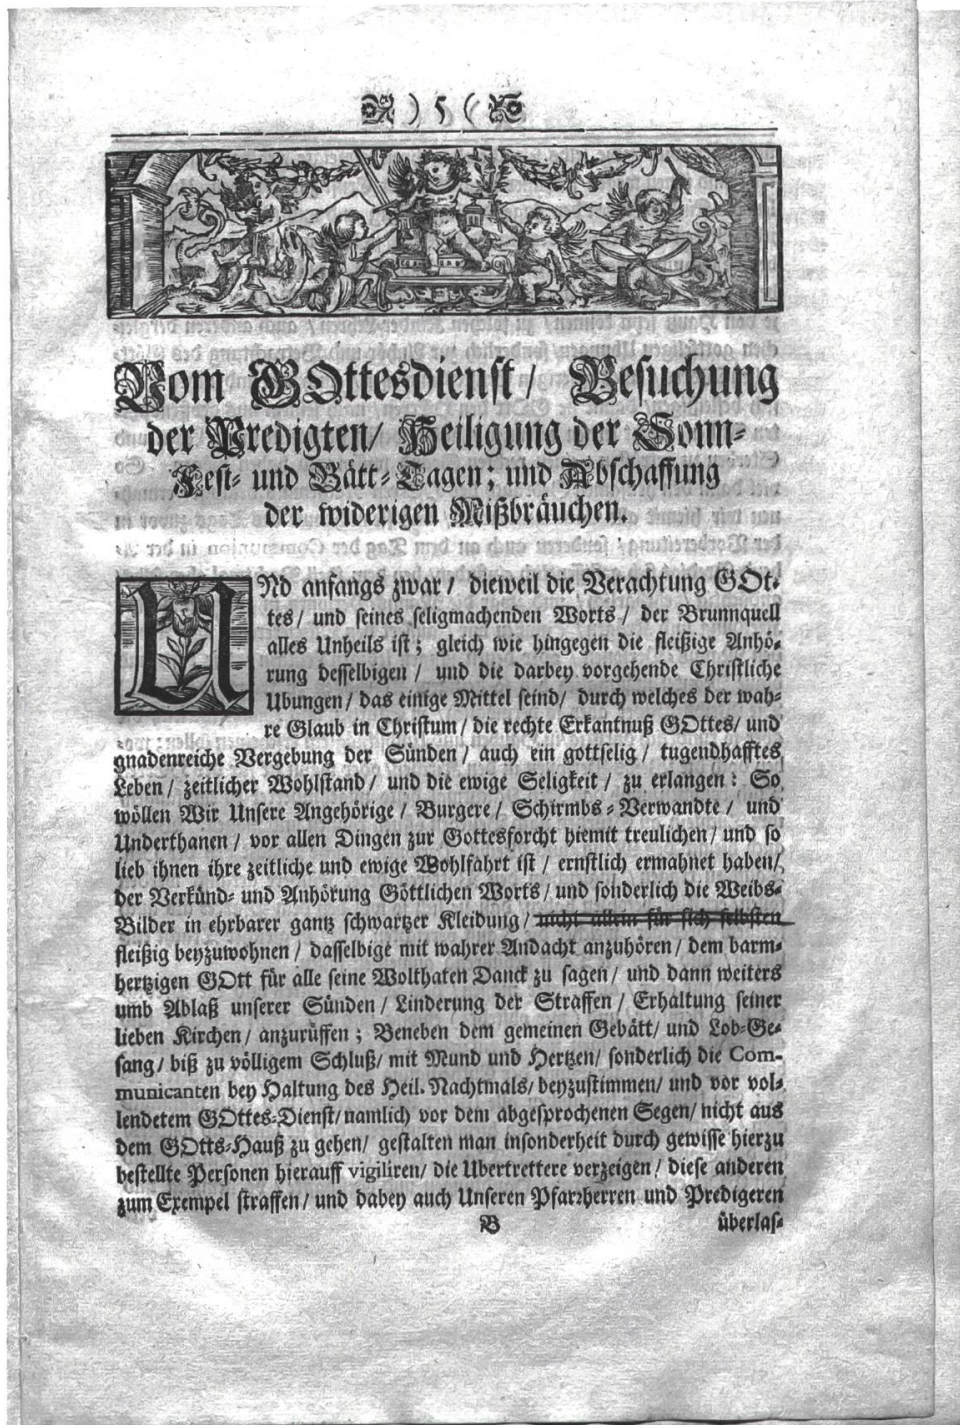 ) 5 (
Vom GOttesdienst / Besuchung
der Predigten / Heiligung der Sonn-
Fest- und Bätt-Tagen; und Abschaffung
der widerigen Mißbräuchen.
UNd anfangs zwar / dieweil die Verachtung GOt-
tes / und seines seligmachenden Worts / der Brunnquell
alles Unheils ist; gleich wie hingegen die fleißige Anhö-
rung desselbigen / und die darbey vorgehende Christliche
Ubungen / das einige Mittel seind / durch welches der wah-
re Glaub in Christum / die rechte Erkantnuß GOttes / und
gnadenreiche Vergebung der Sünden / auch ein gottselig / tugendhafftes
Leben / zeitlicher Wohlstand / und die ewige Seligkeit / zu erlangen: So
wöllen Wir Unsere Angehörige / Burgere / Schirmbs-Verwandte / und
Underthanen / vor allen Dingen zur Gottesforcht hiemit treulichen / und so
lieb ihnen ihre zeitliche und ewige Wohlfahrt ist / ernstlich ermahnet haben /
der Verkünd- und Anhörung Göttlichen Worts / und sonderlich die Weibs-
Bilder in ehrbarer gantz schwartzer Kleidung / nicht allein für sich selbsten
fleißig beyzuwohnen / dasselbige mit wahrer Andacht anzuhören / dem barm-
hertzigen GOtt für alle seine Wolthaten Danck zu sagen / und dann weiters
umb Ablaß unserer Sünden / Linderung der Straffen / Erhaltung seiner
lieben Kirchen / anzurüffen; Beneben dem gemeinen Gebätt / und Lob-Ge-
sang / biß zu völligem Schluß / mit Mund und Hertzen / sonderlich die Com-
municanten bey Haltung des Heil. Nachtmals / beyzustimmen / und vor vol-
lendetem GOttes-Dienst / namlich vor dem abgesprochenen Segen / nicht aus
dem GOtts-Hauß zu gehen / gestalten man insonderheit durch gewisse hierzu
bestellte Personen hierauff vigiliren / die Ubertrettere verzeigen / diese anderen
zum Exempel straffen / und dabey auch Unseren Pfarrherren und Predigeren
B überlas-